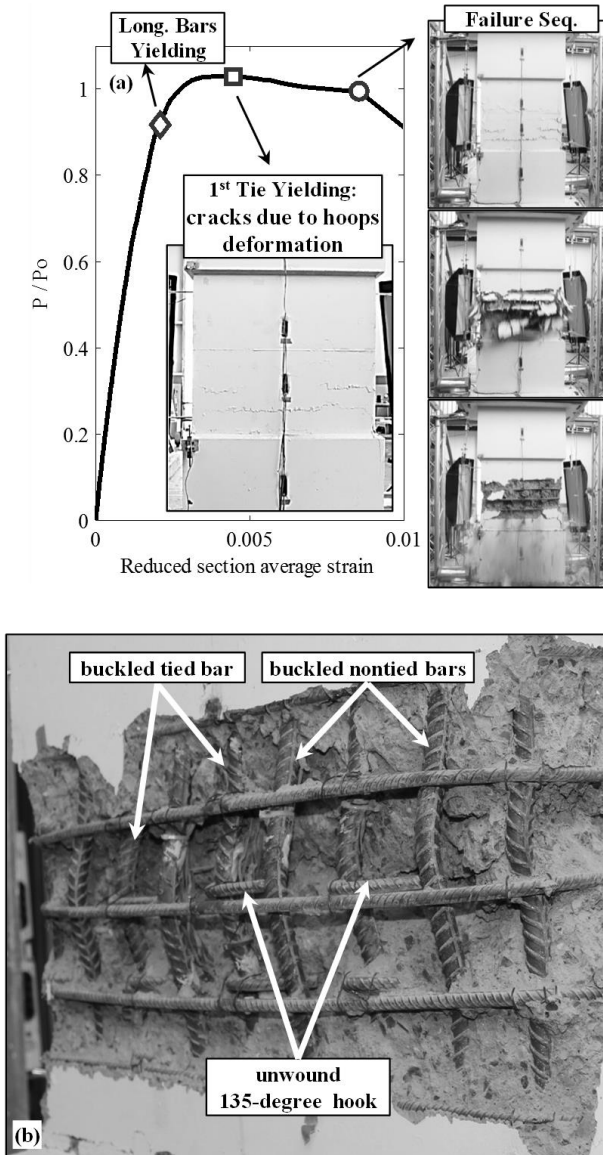 Long. Bars
Yielding
Failure Seq.
(a)
1st Tie Yielding:
cracks due to hoops
deformation
P / Po
1
0.8
0.6
0.4
0.2
0
0
0.005
0.01
Reduced section average strain
buckled tied bar
buckled nontied bars
unwound
135-degree hook
(b)